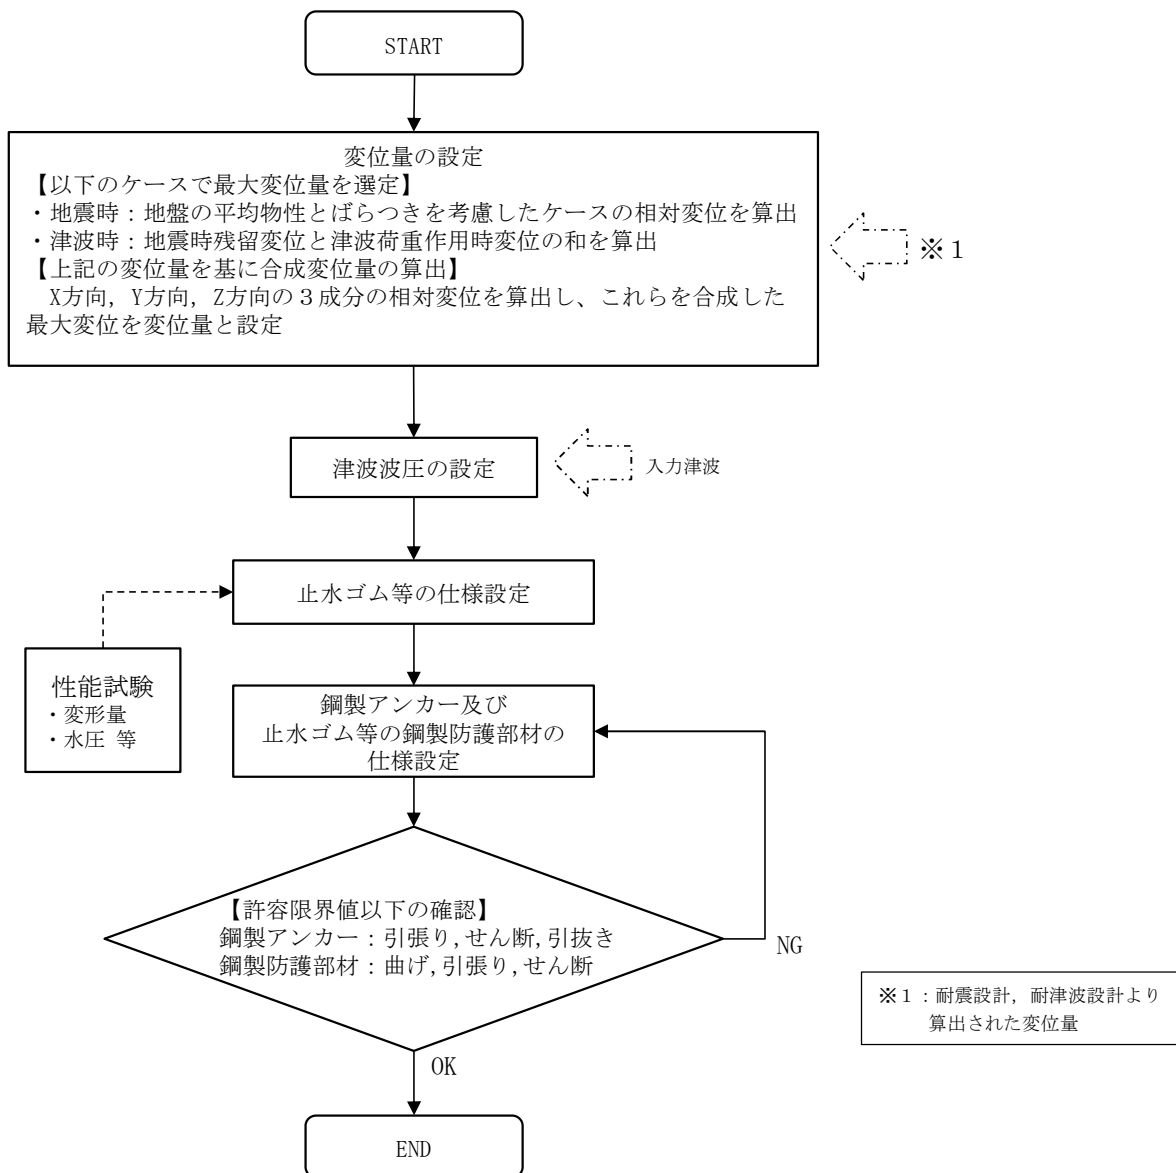 START
変位量の設定
【以下のケースで最大変位量を選定】
・地震時：地盤の平均物性とばらつきを考慮したケースの相対変位を算出
・津波時：地震時残留変位と津波荷重作用時変位の和を算出
【上記の変位量を基に合成変位量の算出】
X方向，Y方向，Z方向の３成分の相対変位を算出し、これらを合成した
最大変位を変位量と設定
※１
津波波圧の設定
入力津波
止水ゴム等の仕様設定
性能試験
・変形量
・水圧 等
鋼製アンカー及び
止水ゴム等の鋼製防護部材の
仕様設定
【許容限界値以下の確認】
鋼製アンカー：引張り,せん断,引抜き
鋼製防護部材：曲げ,引張り,せん断
NG
※１：耐震設計，耐津波設計より
算出された変位量
OK
END